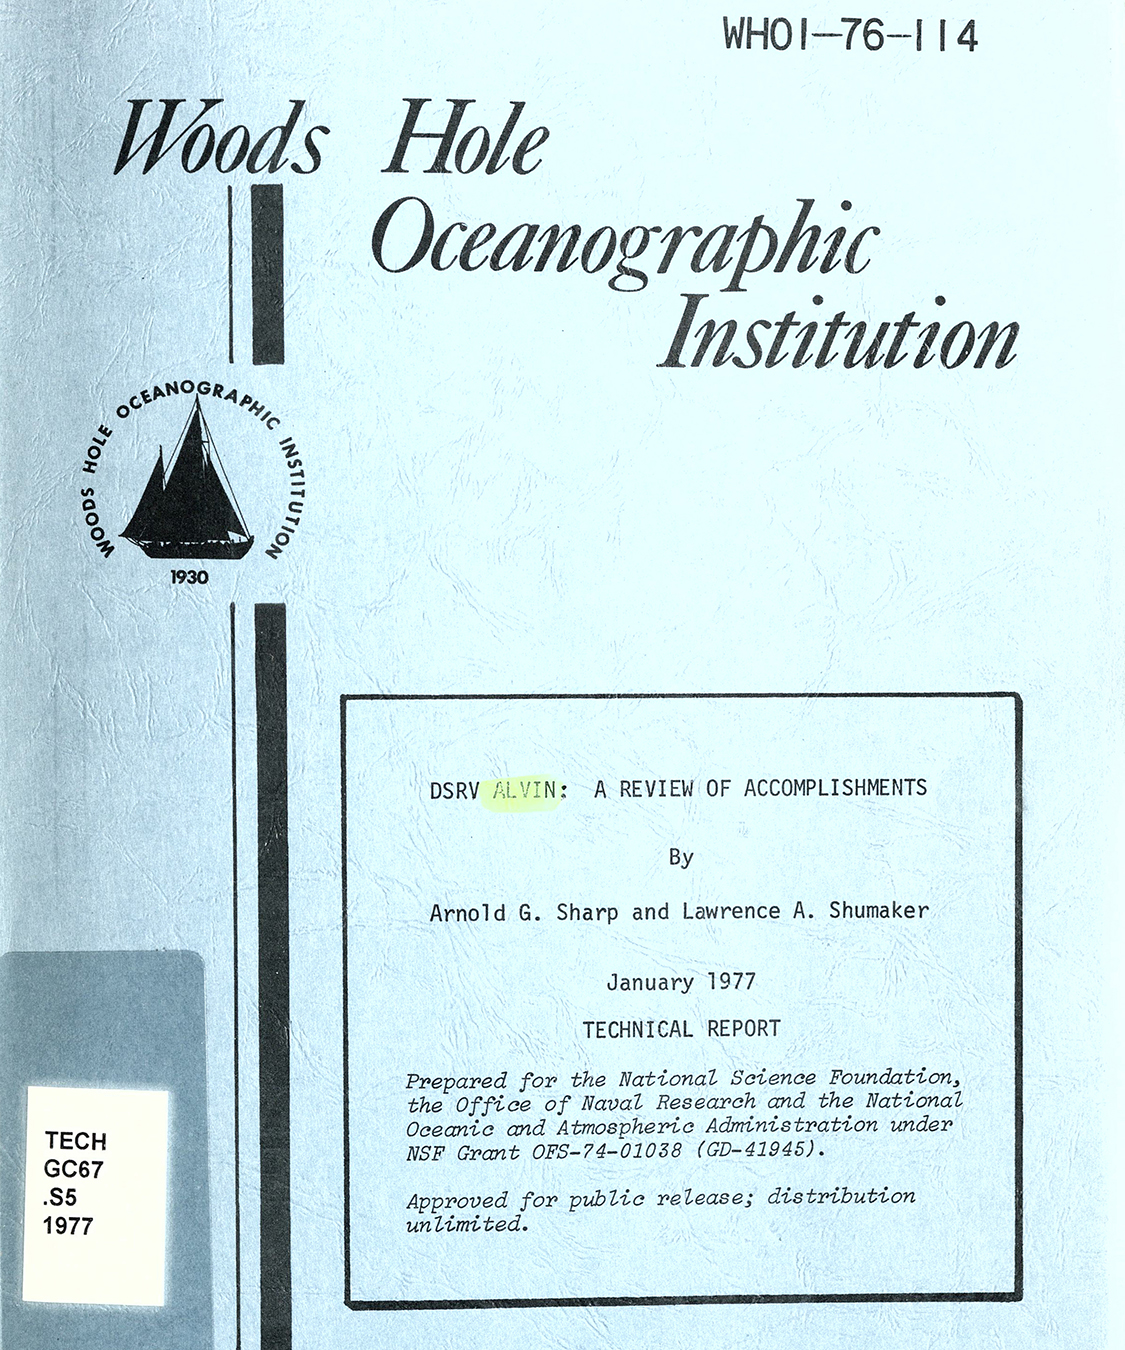 WHOI-76-114
Woods Hole
Oceanographic
Institution
WOODS HOLE OCEANOGRAPHIC INSTITUTION
1930
DSRV ALVIN: A REVIEW OF ACCOMPLISHMENTS
By
Arnold G. Sharp and Lawrence A. Shumaker
January 1977
TECHNICAL REPORT
Prepared for the National Science Foundation,
the Office of Naval Research and the National
Oceanic and Atmospheric Administration under
NSF Grant OFS-74-01038 (GD-41945).
Approved for public release; distribution
unlimited.
TECH
GC67
.S5
1977